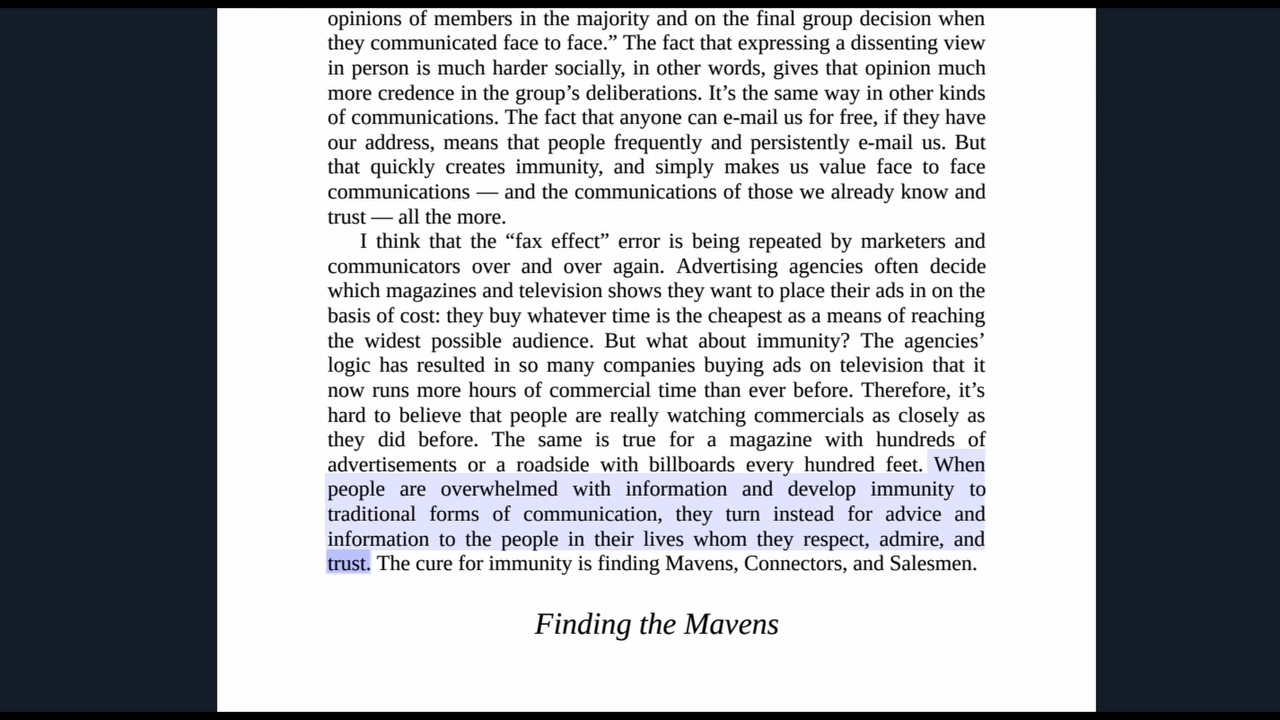 opinions of members in the majority and on the final group decision when
they communicated face to face.” The fact that expressing a dissenting view
in person is much harder socially, in other words, gives that opinion much
more credence in the group’s deliberations. It’s the same way in other kinds
of communications. The fact that anyone can e-mail us for free, if they have
our address, means that people frequently and persistently e-mail us. But
that quickly creates immunity, and simply makes us value face to face
communications — and the communications of those we already know and
trust — all the more.
I think that the “fax effect” error is being repeated by marketers and
communicators over and over again. Advertising agencies often decide
which magazines and television shows they want to place their ads in on the
basis of cost: they buy whatever time is the cheapest as a means of reaching
the widest possible audience. But what about immunity? The agencies’
logic has resulted in so many companies buying ads on television that it
now runs more hours of commercial time than ever before. Therefore, it’s
hard to believe that people are really watching commercials as closely as
they did before. The same is true for a magazine with hundreds of
advertisements or a roadside with billboards every hundred feet. When
people are overwhelmed with information and develop immunity to
traditional forms of communication, they turn instead for advice and
information to the people in their lives whom they respect, admire, and
trust. The cure for immunity is finding Mavens, Connectors, and Salesmen.
Finding the Mavens